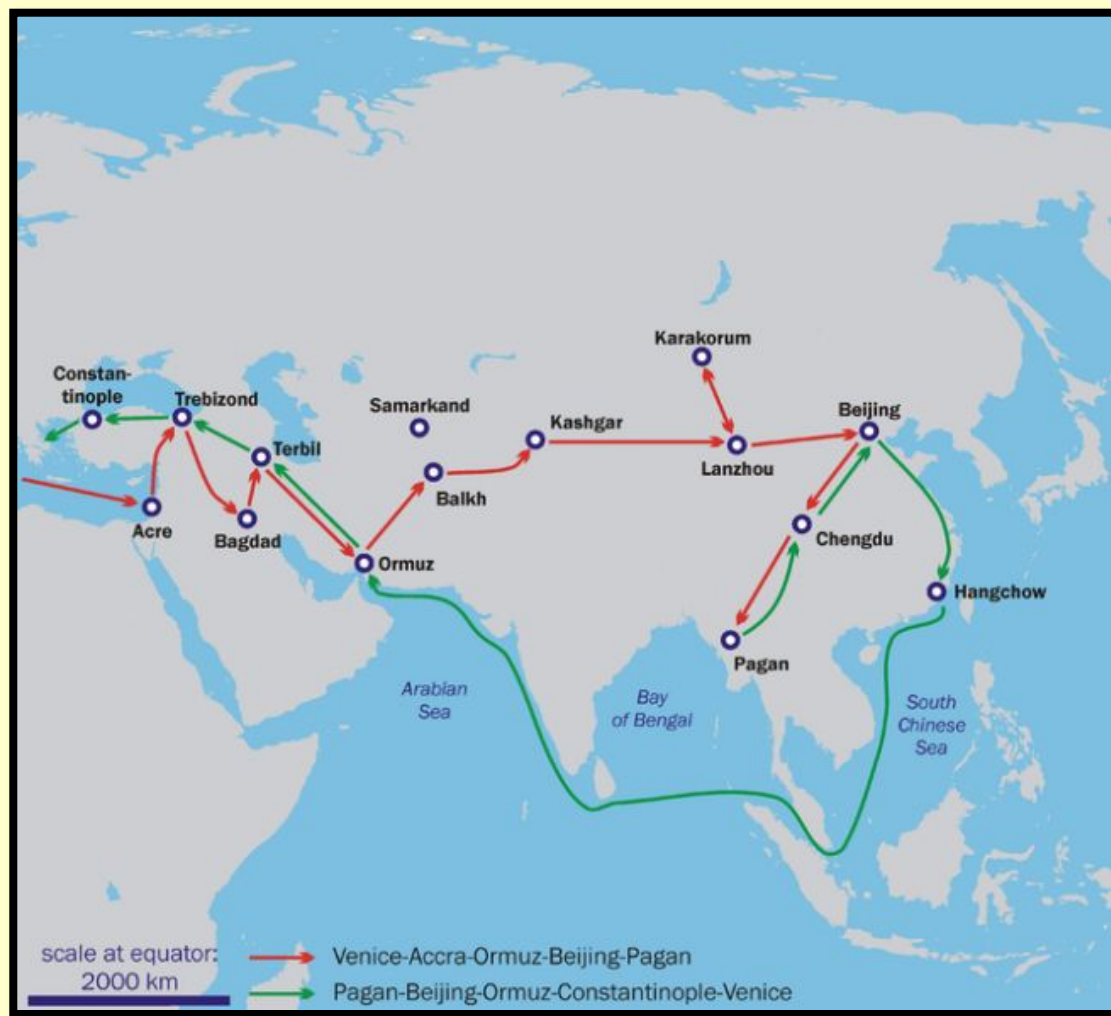 Karakorum
Constan-
tinople
Trebizond
Samarkand
Kashgar
Beijing
Terbil
Lanzhou
Balkh
Acre
Bagdad
Chengdu
Ormuz
Hangchow
Pagan
Arabian
Sea
Bay
of Bengal
South
Chinese
Sea
scale at equator:
2000 km
Venice-Accra-Ormuz-Beijing-Pagan
Pagan-Beijing-Ormuz-Constantinople-Venice